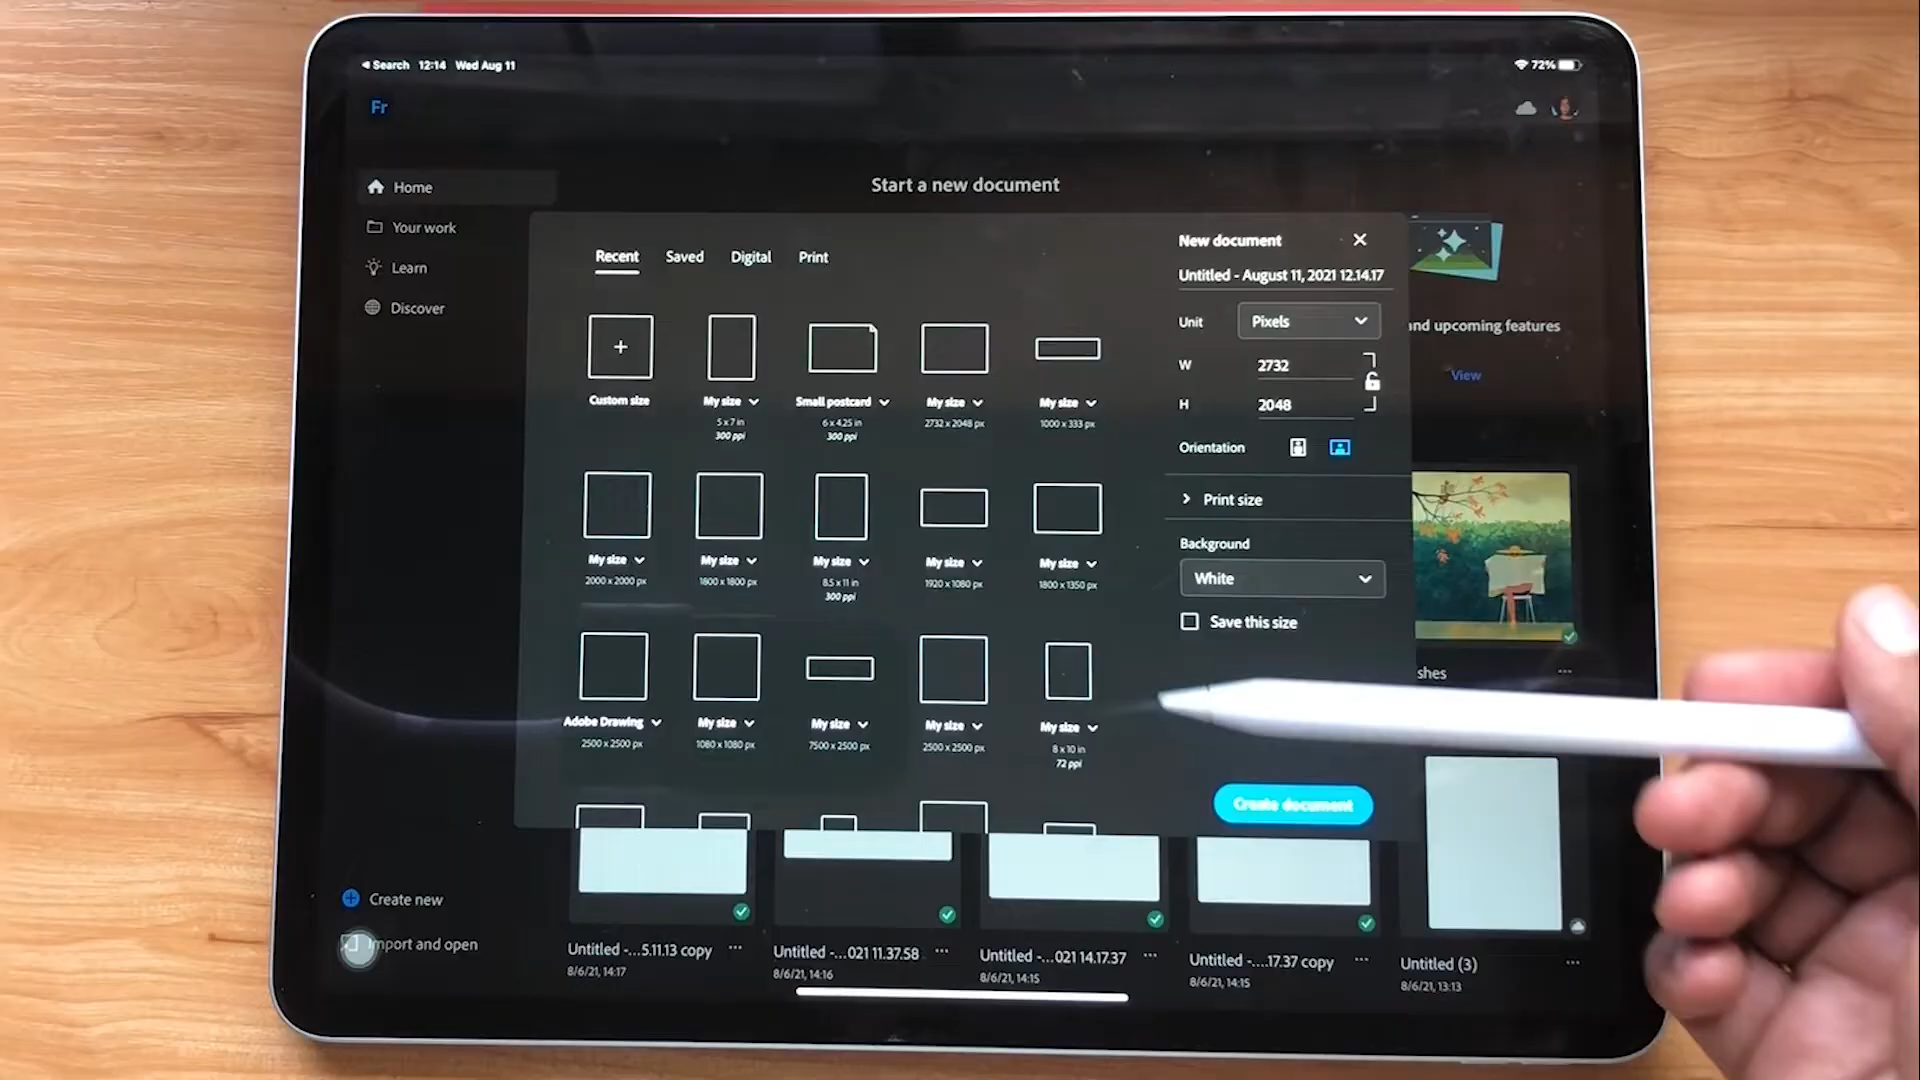 Search 12:14 Wed Aug 11
72%
Fr
Home
Your work
Learn
Discover
Start a new document
Recent Saved Digital Print
Custom size
My size
5 x 7 in
300 ppi
Small postcard
6 x 4.25 in
300 ppi
My size
2732 x 2048 px
My size
1000 x 333 px
My size
2000 x 2000 px
My size
1800 x 1800 px
My size
8.5 x 11 in
300 ppi
My size
1920 x 1080 px
My size
1800 x 1350 px
Adobe Drawing
2500 x 2500 px
My size
1080 x 1080 px
My size
7500 x 2500 px
My size
2500 x 2500 px
My size
8 x 10 in
72 ppi
New document
Untitled - August 11, 2021 12.14.17
Unit Pixels
W 2732
H 2048
Orientation
Print size
Background
White
Save this size
Create document
and upcoming features
View
shes
Create new
Import and open
Untitled -...5.11.13 copy
8/6/21, 14:17
Untitled -...021 11.37.58
8/6/21, 14:16
Untitled -...021 14.17.37
8/6/21, 14:15
Untitled -....17.37 copy
8/6/21, 14:15
Untitled (3)
8/6/21, 13:13